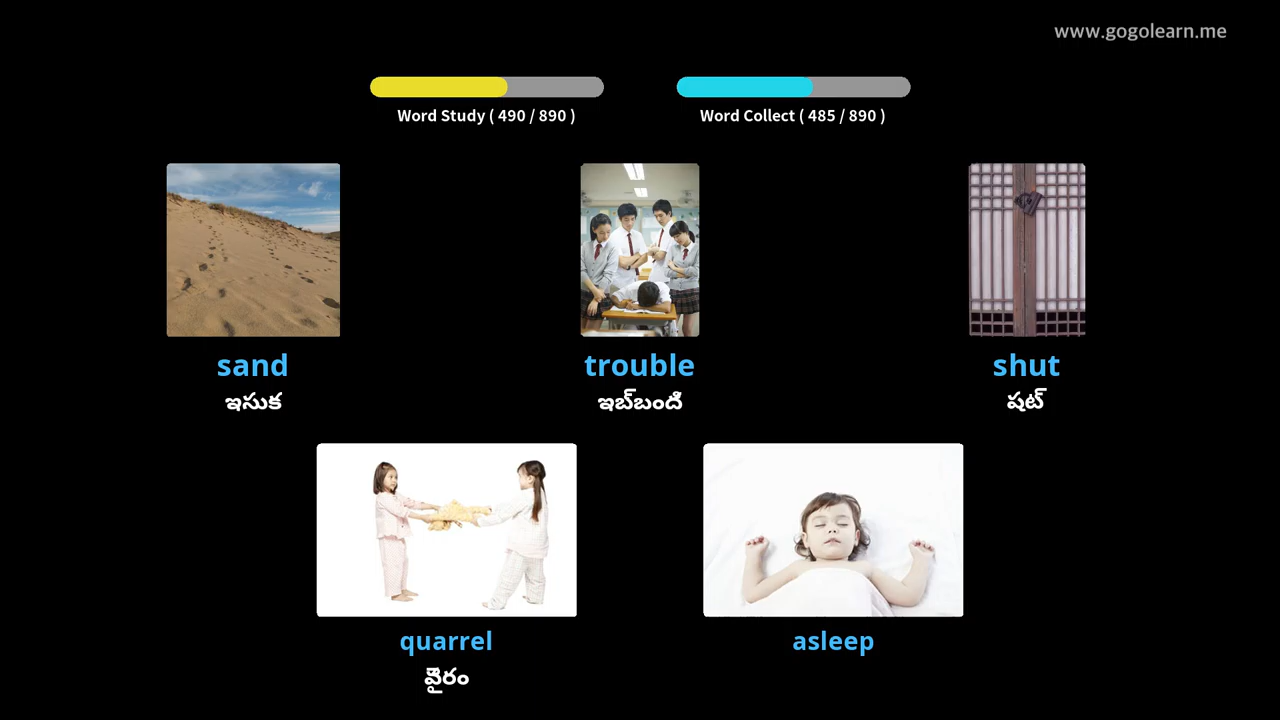 www.gogolearn.me
Word Study ( 490 / 890 )
Word Collect ( 485 / 890 )
sand
ఇసుక
trouble
ఇబ్బంది
shut
షట్
quarrel
వైరం
asleep